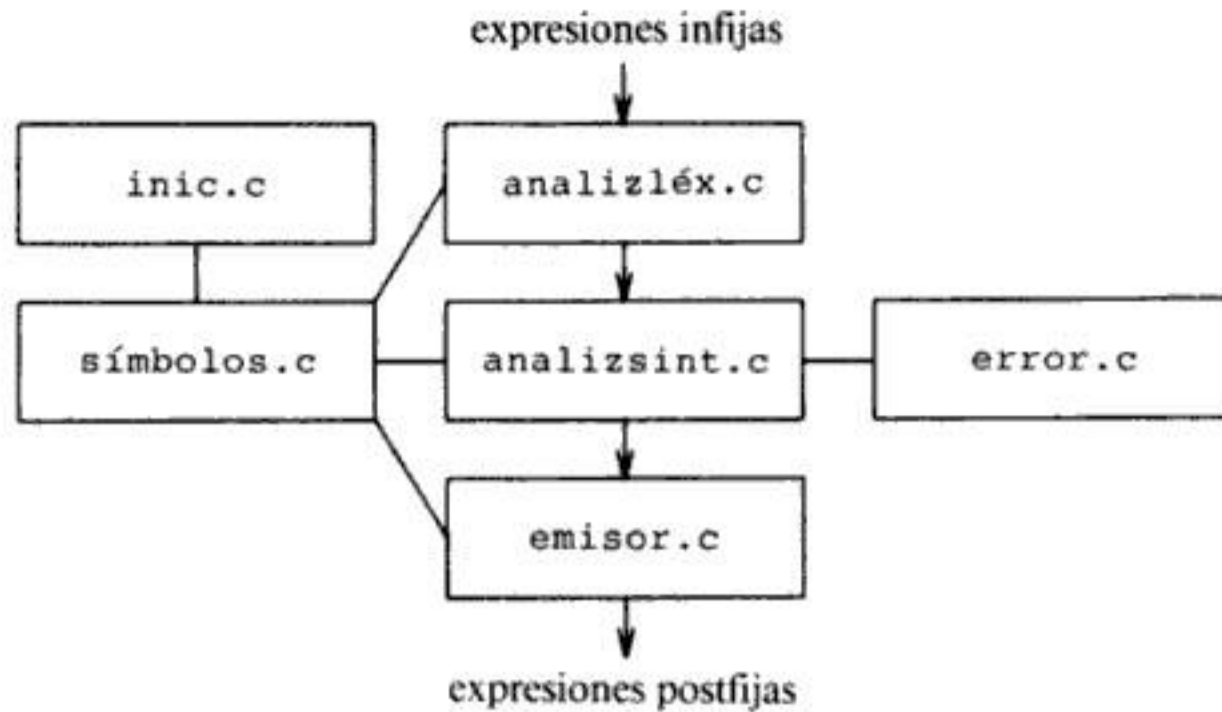 expresiones infijas
inic.c
analizléx.c
símbolos.c
analizsint.c
error.c
emisor.c
expresiones postfijas